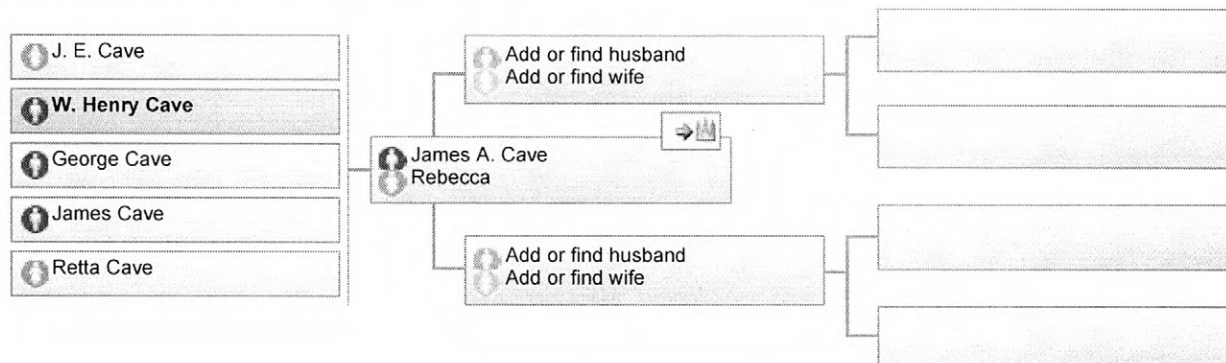 J. E. Cave
W. Henry Cave
George Cave
James Cave
Retta Cave
James A. Cave
Rebecca
Add or find husband
Add or find wife
Add or find husband
Add or find wife